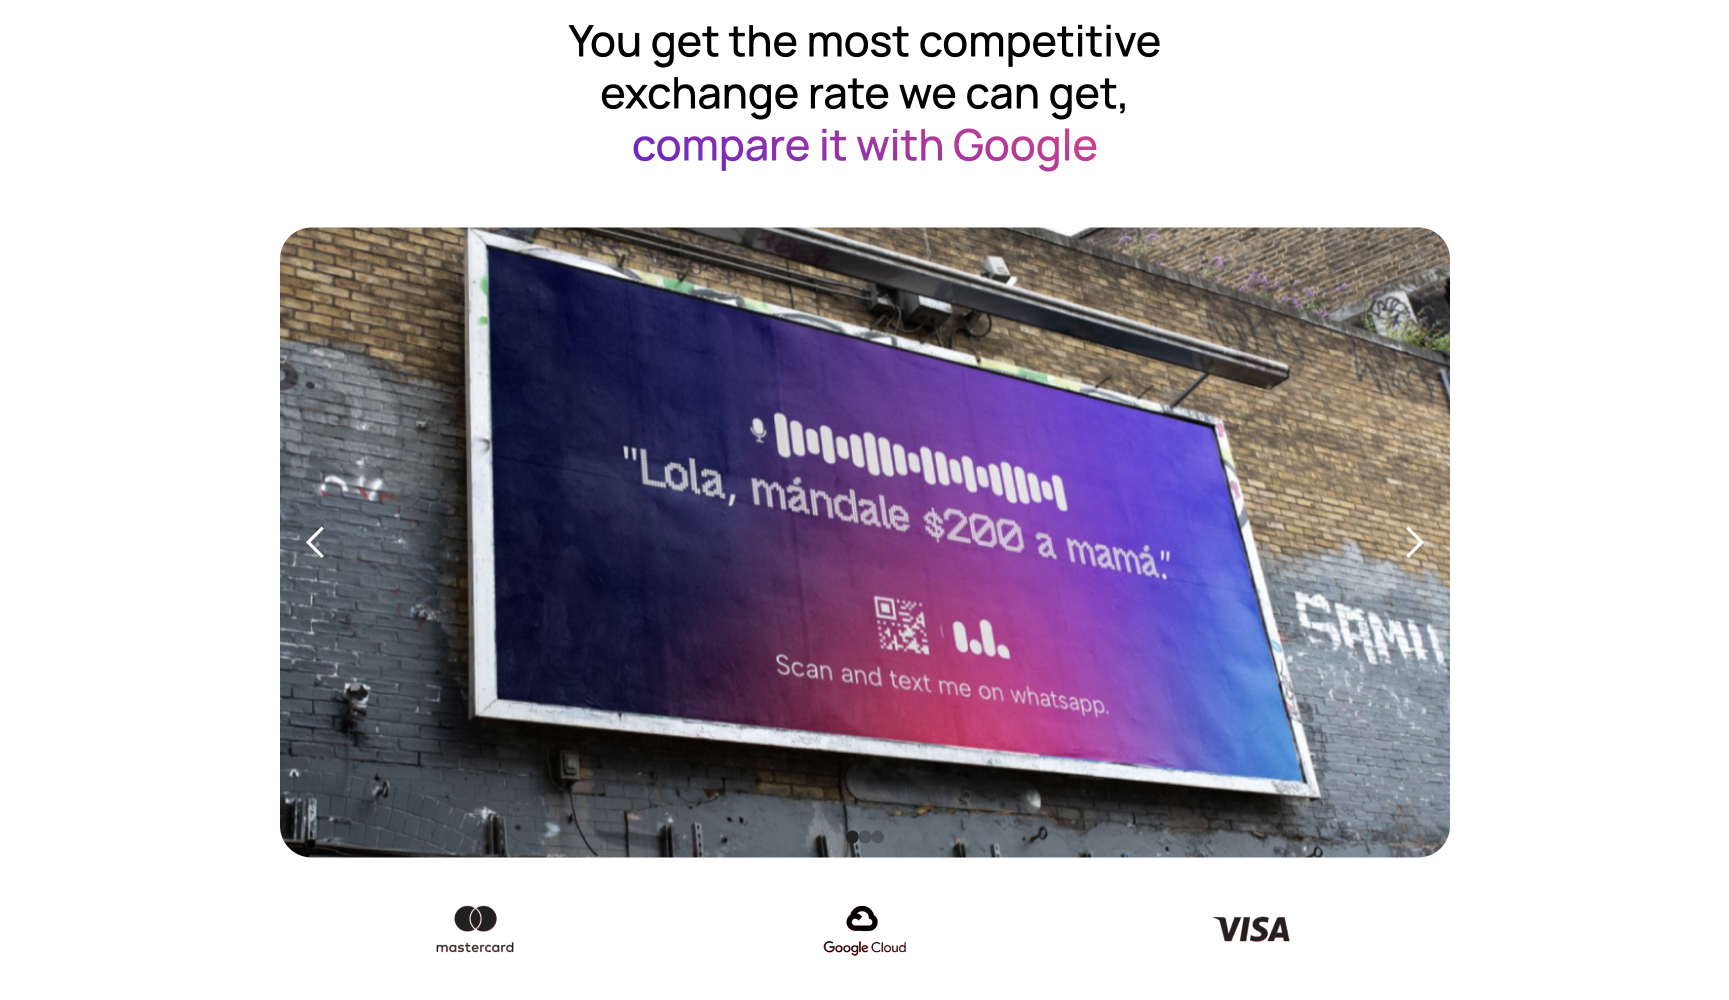 You get the most competitive
exchange rate we can get,
compare it with Google
"Lola, mándale $200 a mamá."
Scan and text me on whatsapp.
mastercard
Google Cloud
VISA